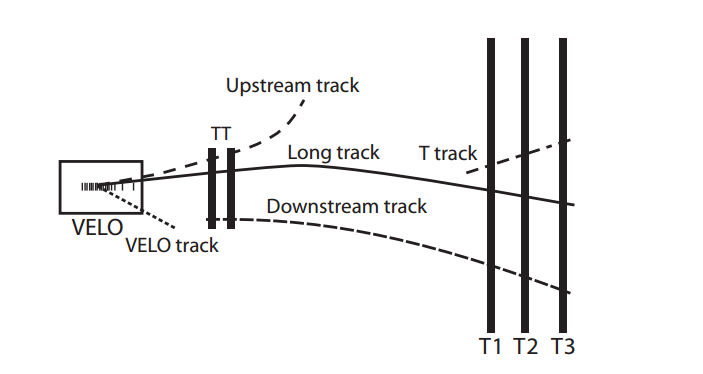 Upstream track
TT
Long track
T track
Downstream track
VELO
VELO track
T1 T2 T3